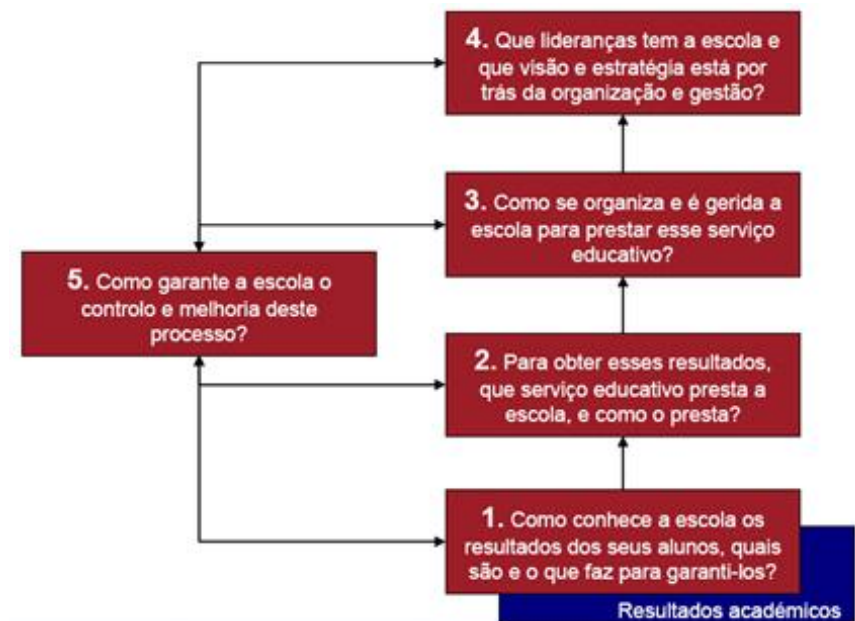 4. Que lideranças tem a escola e
que visão e estratégia está por
trás da organização e gestão?
3. Como se organiza e é gerida a
escola para prestar esse serviço
educativo?
5. Como garante a escola o
controlo e melhoria deste
processo?
2. Para obter esses resultados,
que serviço educativo presta a
escola, e como o presta?
1. Como conhece a escola os
resultados dos seus alunos, quais
são e o que faz para garanti-los?
Resultados académicos